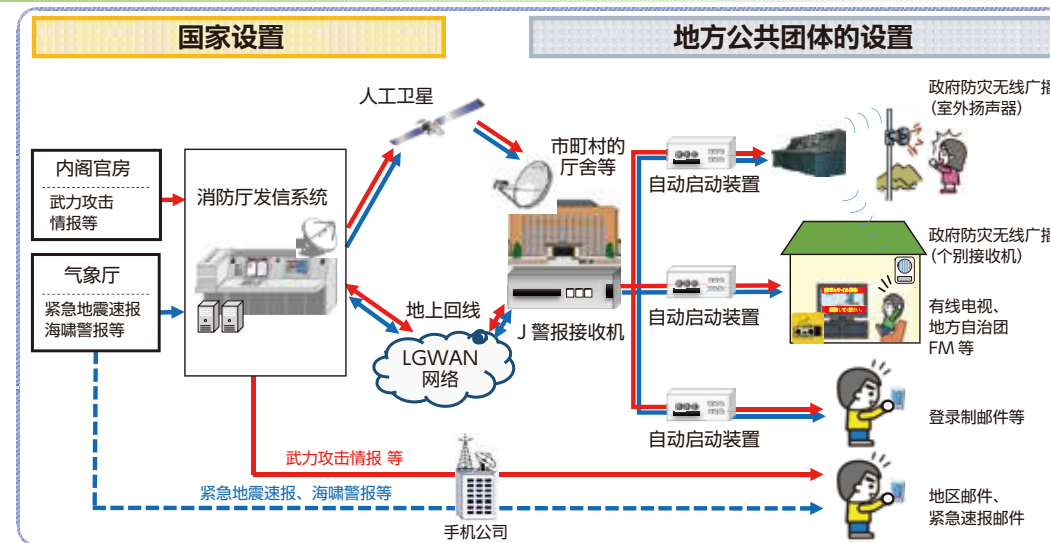 国家设置
地方公共团体的设置
人工卫星
政府防灾无线广播
(室外扬声器)
内阁官房
武力攻击
情报等
消防厅发信系统
市町村的
厅舍等
自动启动装置
气象厅
紧急地震速报
海啸警报等
政府防灾无线广播
(个别接收机)
有线电视、
地方自治团
FM 等
地上回线
J 警报接收机
自动启动装置
LGWAN
网络
登录制邮件等
自动启动装置
武力攻击情报 等
紧急地震速报、海啸警报等
手机公司
地区邮件、
紧急速报邮件